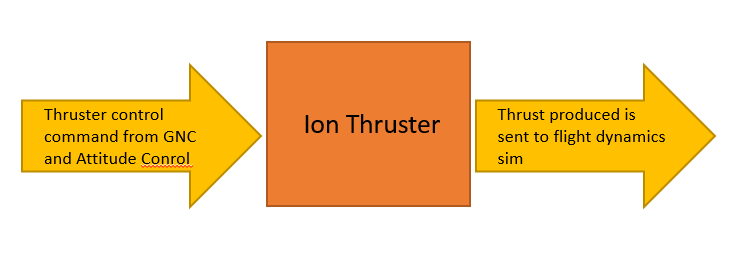 Thruster control
command from GNC
and Attitude Conrol
Ion Thruster
Thrust produced is
sent to flight dynamics
sim